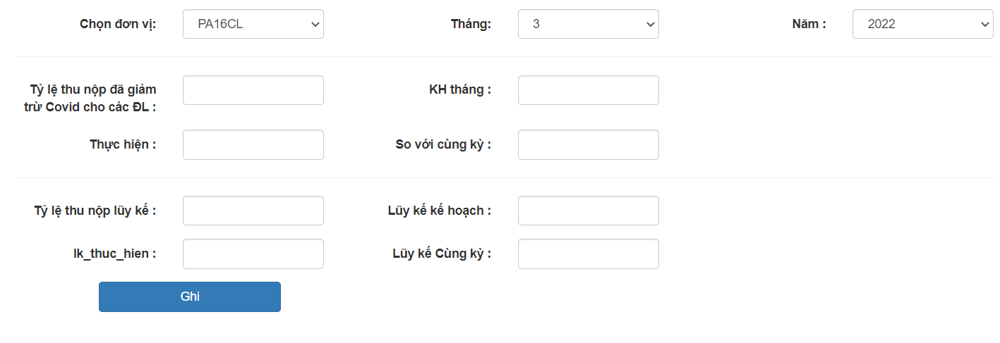 Chọn đơn vị: PA16CL Tháng: 3 Năm : 2022
Tỷ lệ thu nộp đã giảm
trừ Covid cho các ĐL :
KH tháng :
Thực hiện : So với cùng kỳ :
Tỷ lệ thu nộp lũy kế : Lũy kế kế hoạch :
lk_thuc_hien : Lũy kế Cùng kỳ :
Ghi